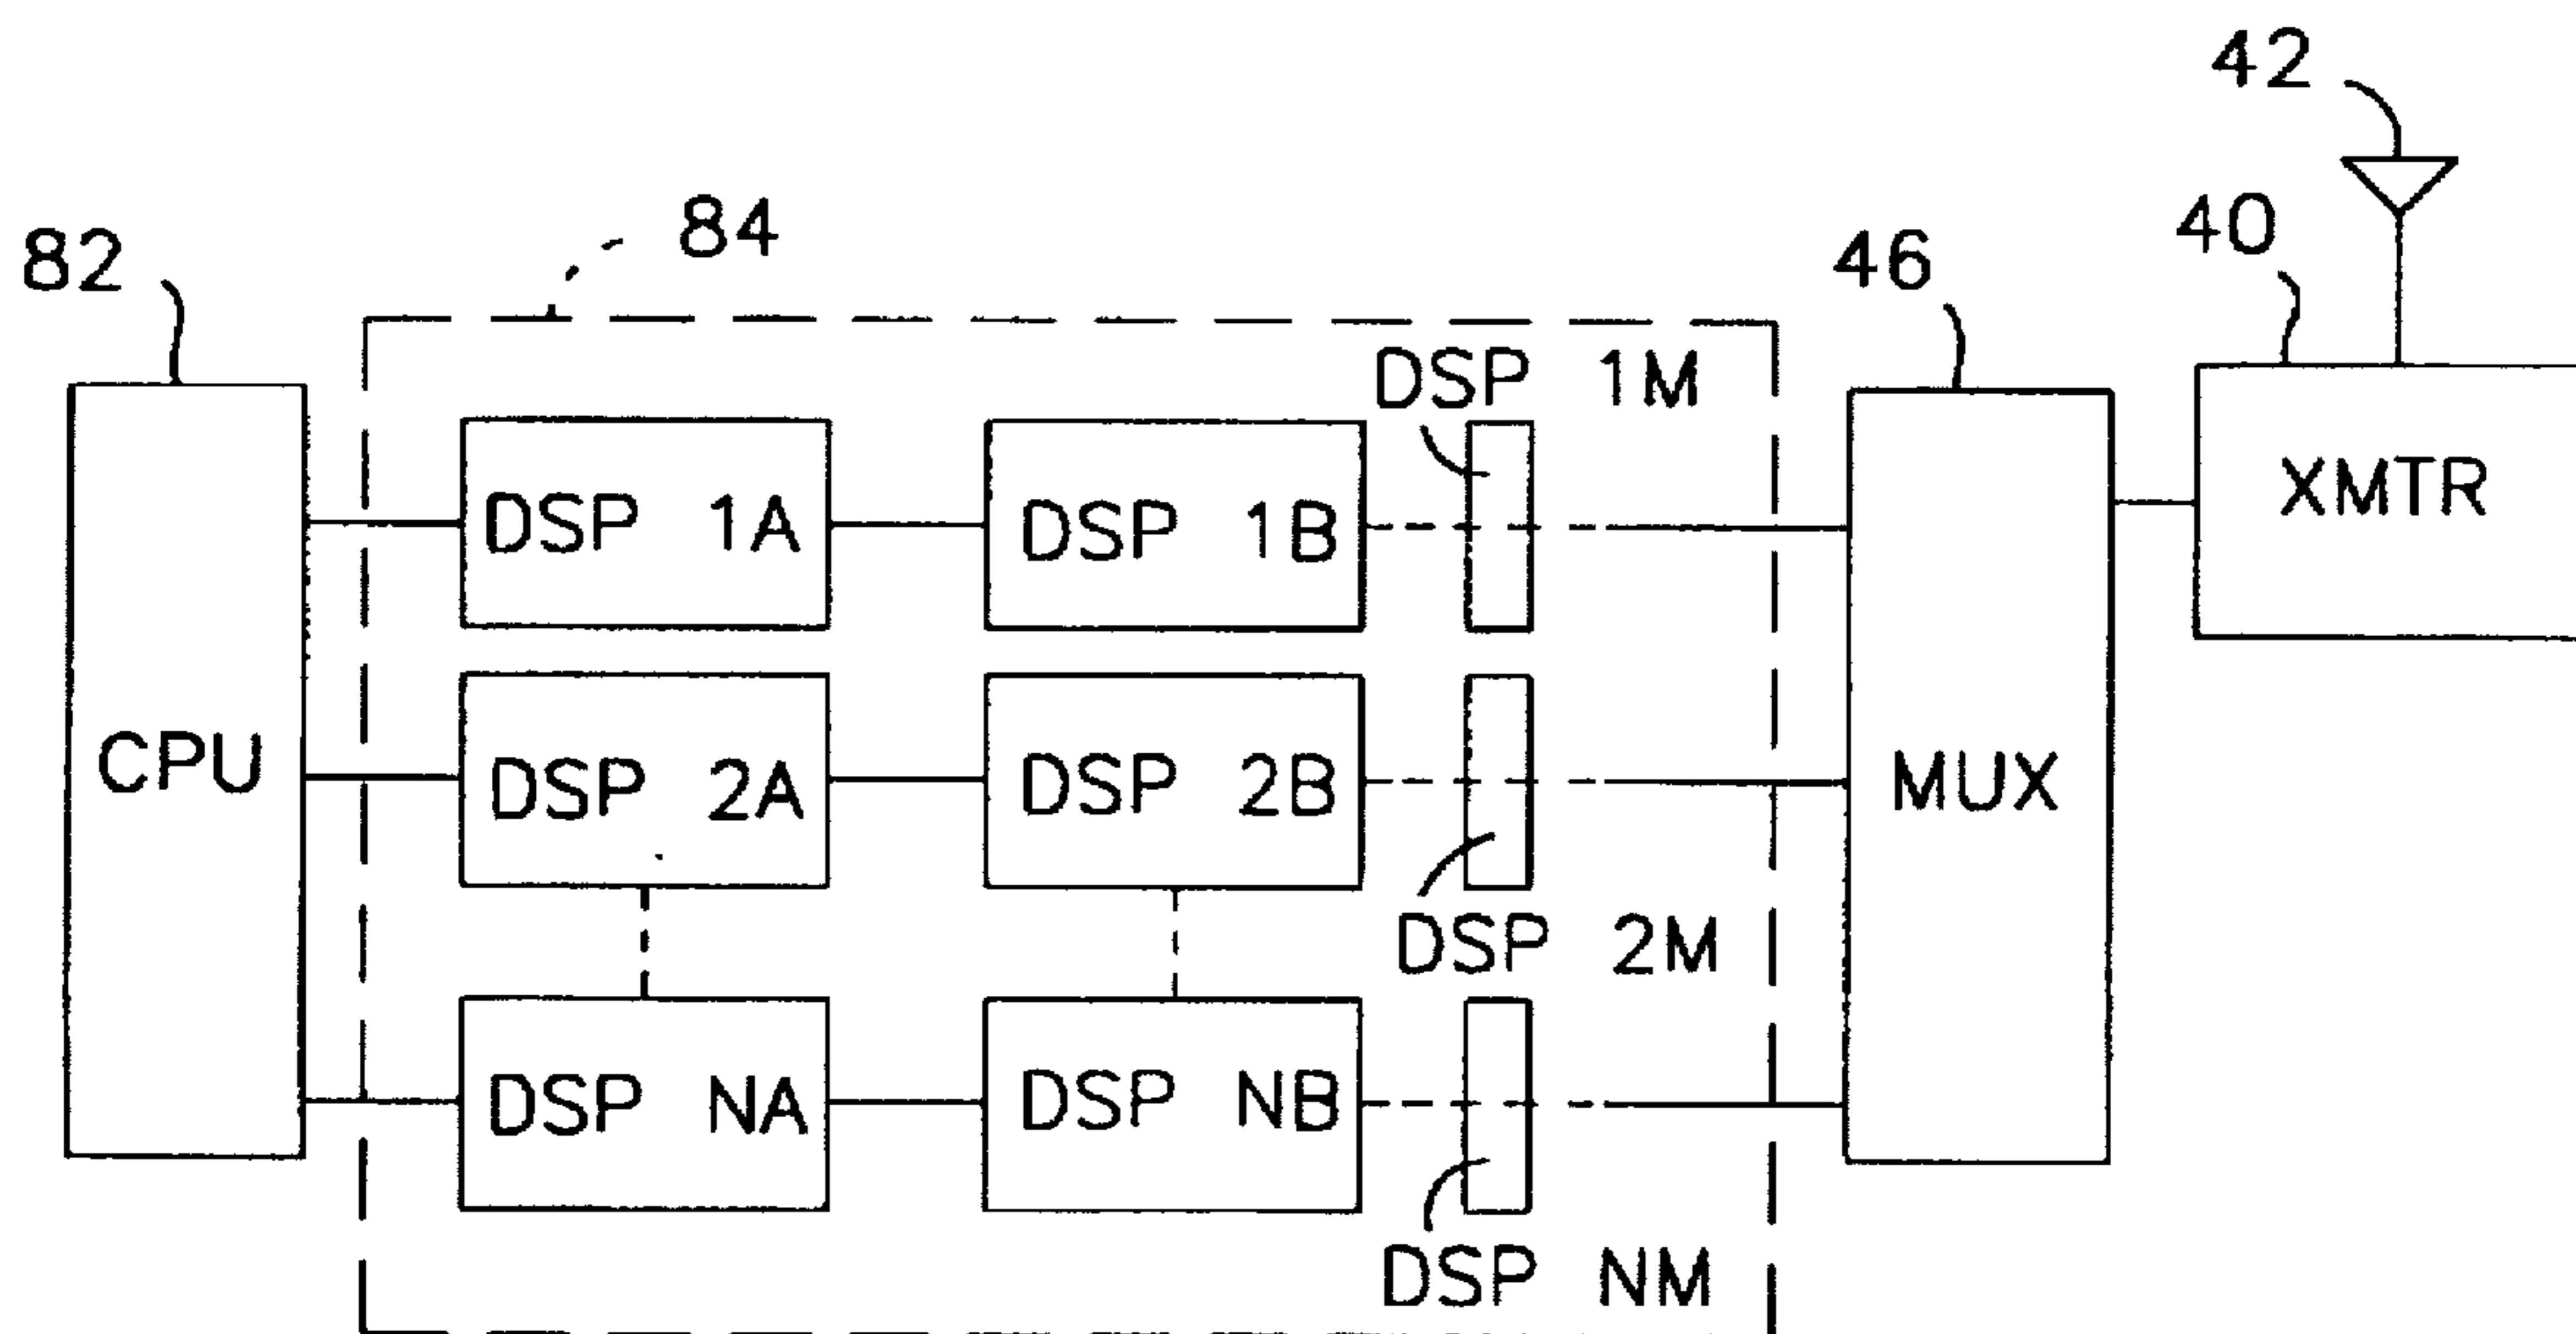 42
84
82
40
46
DSP 1M
DSP 1A
DSP 1B
XMTR
CPU
DSP 2A
DSP 2B
MUX
DSP 2M
DSP NA
DSP NB
DSP NM